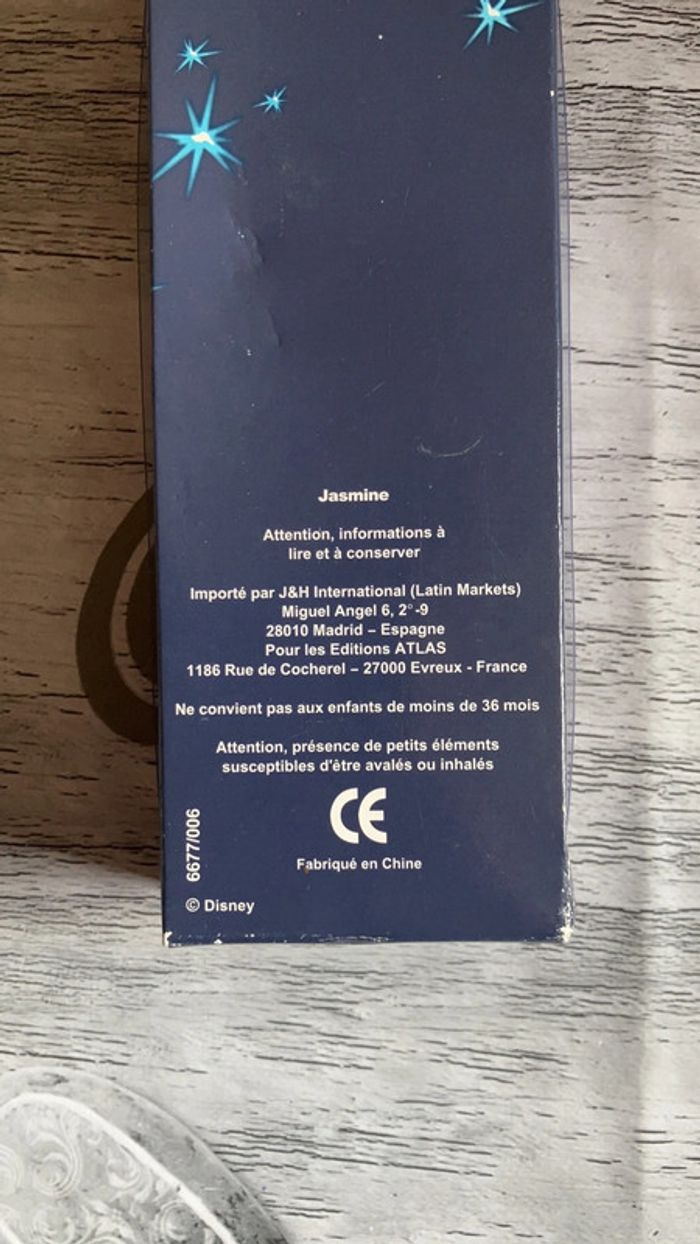 Jasmine
Attention, informations à
lire et à conserver
Importé par J&H International (Latin Markets)
Miguel Angel 6, 2°-9
28010 Madrid – Espagne
Pour les Editions ATLAS
1186 Rue de Cocherel – 27000 Evreux - France
Ne convient pas aux enfants de moins de 36 mois
Attention, présence de petits éléments
susceptibles d'être avalés ou inhalés
CE
Fabriqué en Chine
6677/006
© Disney